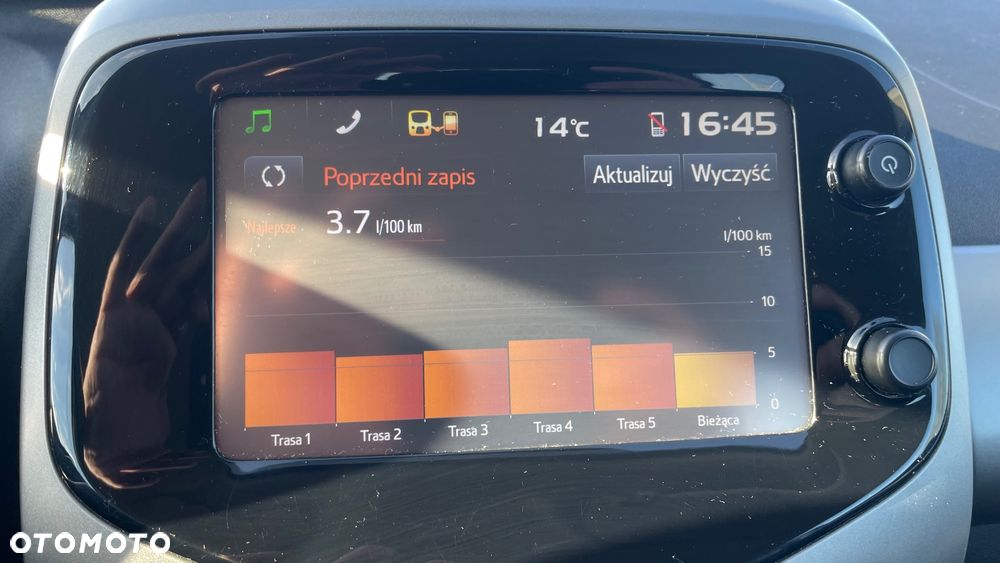 14°C 16:45
Poprzedni zapis Aktualizuj Wyczyść
Najlepsze 3.7 l/100 km
l/100 km
15
10
5
0
Trasa 1 Trasa 2 Trasa 3 Trasa 4 Trasa 5 Bieżąca
OTOMOTO